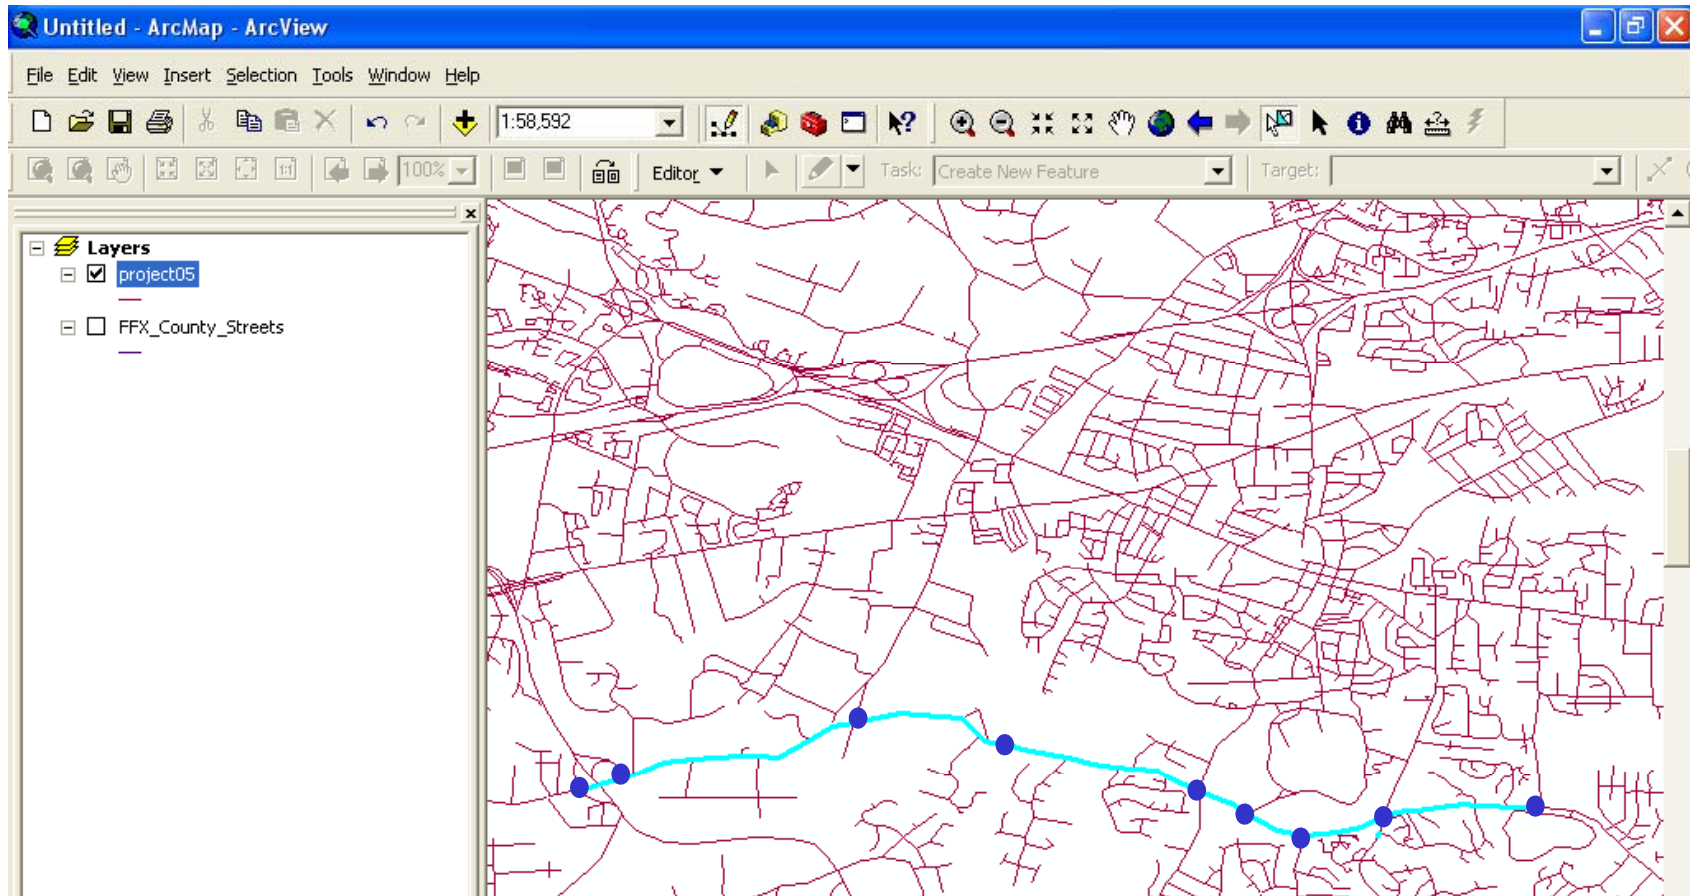 Untitled - ArcMap - ArcView
File Edit View Insert Selection Tools Window Help
1:58,592
100% Editor Task: Create New Feature Target:
Layers
project05
FFX_County_Streets